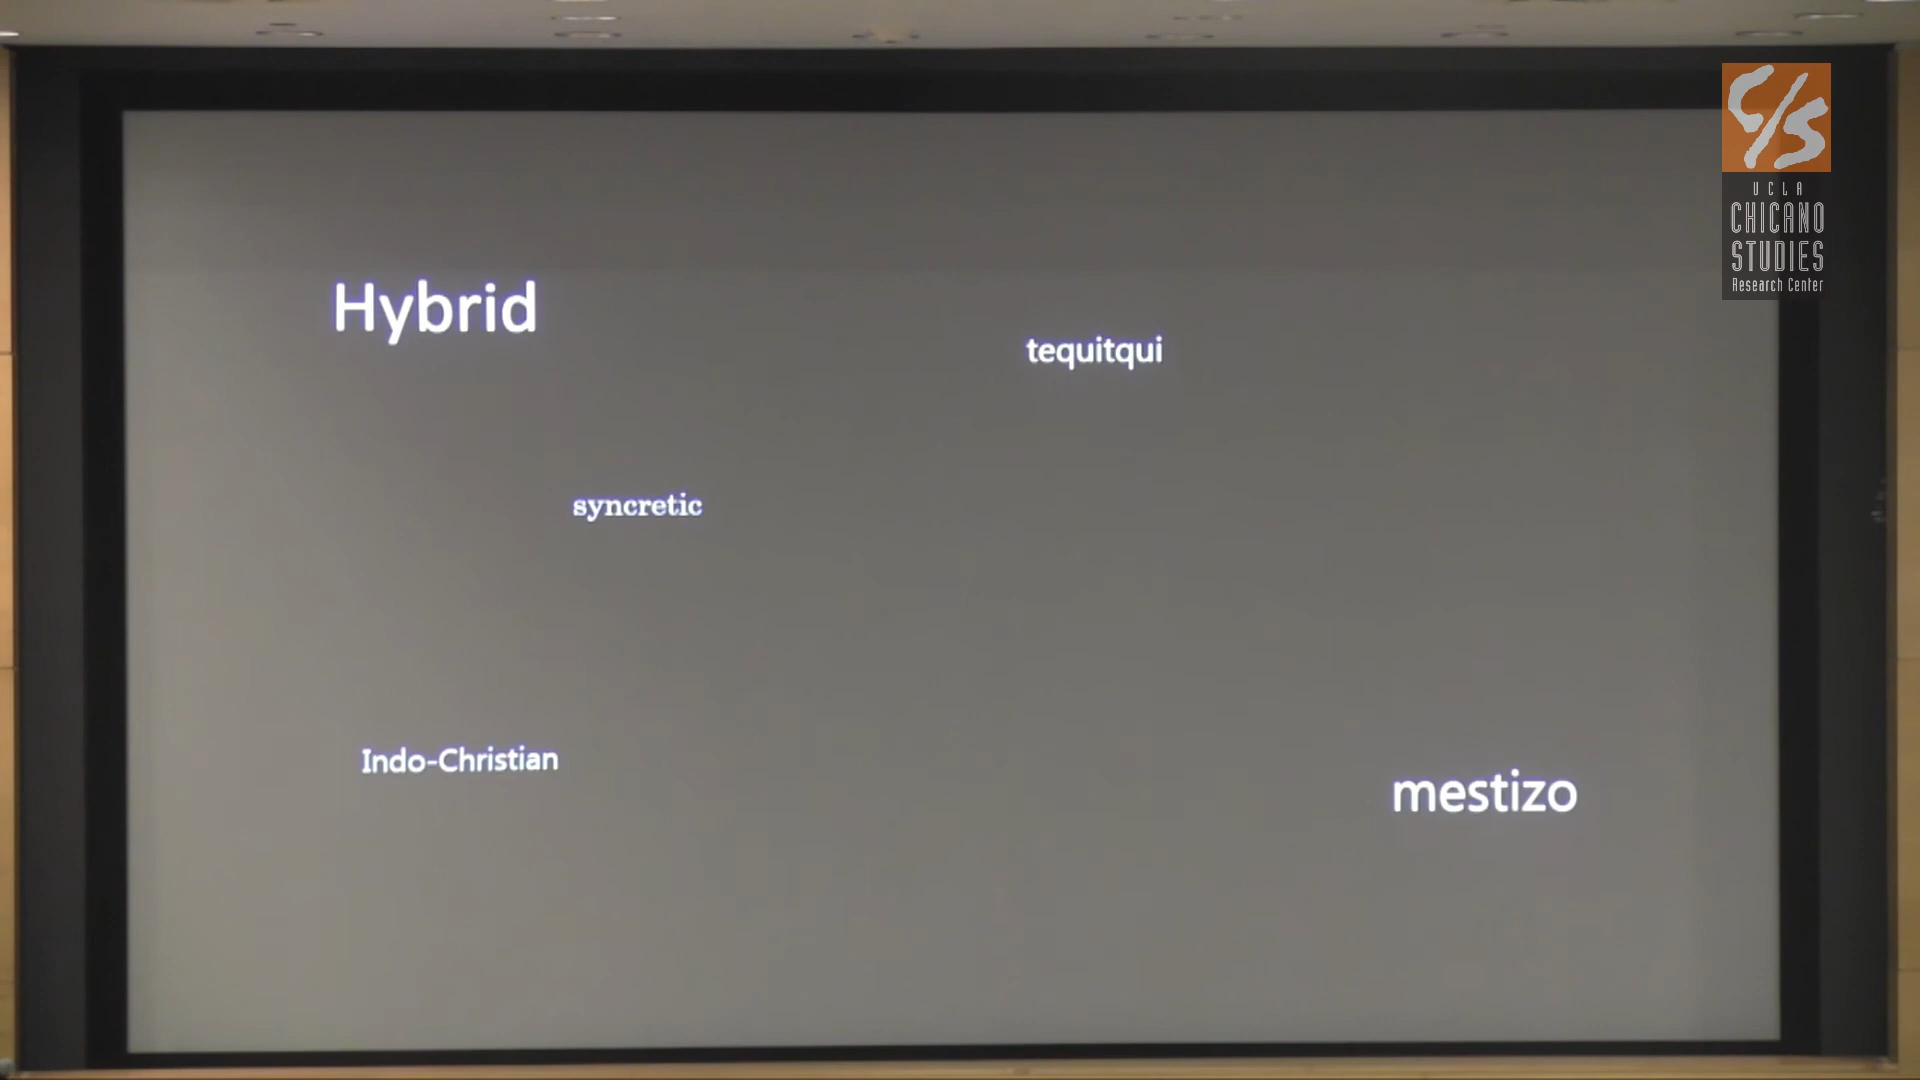 Hybrid
tequitqui
syncretic
Indo-Christian
mestizo
C/S
UCLA
CHICANO
STUDIES
Research Center